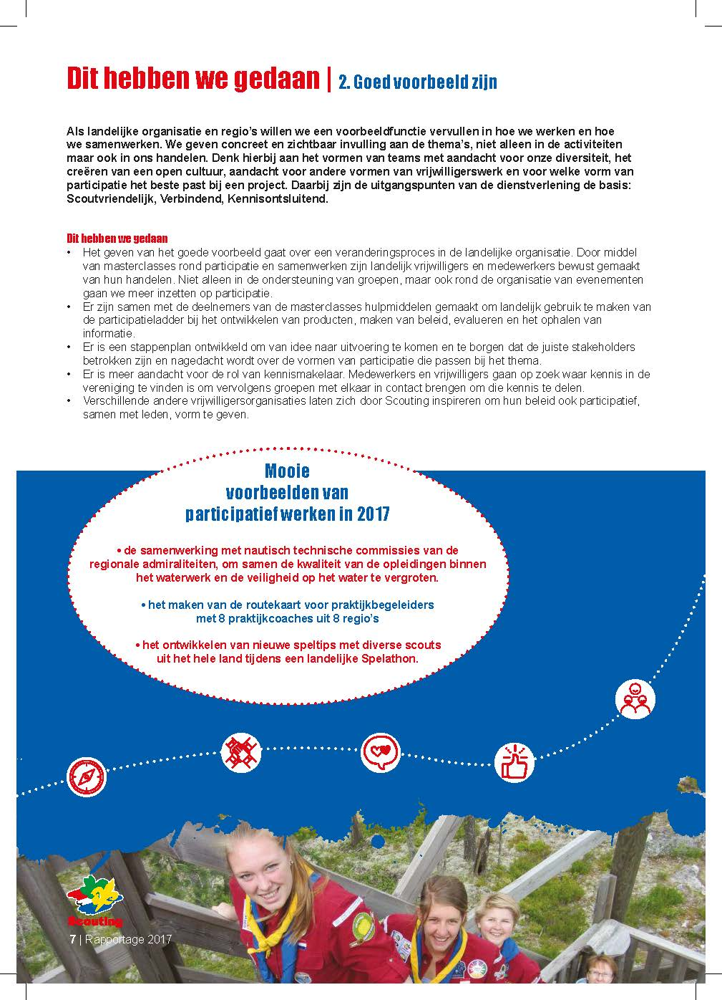 Dit hebben we gedaan | 2. Goed voorbeeld zijn
Als landelijke organisatie en regio’s willen we een voorbeeldfunctie vervullen in hoe we werken en hoe
we samenwerken. We geven concreet en zichtbaar invulling aan de thema’s, niet alleen in de activiteiten
maar ook in ons handelen. Denk hierbij aan het vormen van teams met aandacht voor onze diversiteit, het
creëren van een open cultuur, aandacht voor andere vormen van vrijwilligerswerk en voor welke vorm van
participatie het beste past bij een project. Daarbij zijn de uitgangspunten van de dienstverlening de basis:
Scoutvriendelijk, Verbindend, Kennisontsluitend.
Dit hebben we gedaan
• Het geven van het goede voorbeeld gaat over een veranderingsproces in de landelijke organisatie. Door middel
van masterclasses rond participatie en samenwerken zijn landelijk vrijwilligers en medewerkers bewust gemaakt
van hun handelen. Niet alleen in de ondersteuning van groepen, maar ook rond de organisatie van evenementen
gaan we meer inzetten op participatie.
• Er zijn samen met de deelnemers van de masterclasses hulpmiddelen gemaakt om landelijk gebruik te maken van
de participatieladder bij het ontwikkelen van producten, maken van beleid, evalueren en het ophalen van
informatie.
• Er is een stappenplan ontwikkeld om van idee naar uitvoering te komen en te borgen dat de juiste stakeholders
betrokken zijn en nagedacht wordt over de vormen van participatie die passen bij het thema.
• Er is meer aandacht voor de rol van kennismakelaar. Medewerkers en vrijwilligers gaan op zoek waar kennis in de
vereniging te vinden is om vervolgens groepen met elkaar in contact brengen om die kennis te delen.
• Verschillende andere vrijwilligersorganisaties laten zich door Scouting inspireren om hun beleid ook participatief,
samen met leden, vorm te geven.
Mooie
voorbeelden van
participatief werken in 2017
• de samenwerking met nautisch technische commissies van de
regionale admiraliteiten, om samen de kwaliteit van de opleidingen binnen
het waterwerk en de veiligheid op het water te vergroten.
• het maken van de routekaart voor praktijkbegeleiders
met 8 praktijkcoaches uit 8 regio’s
• het ontwikkelen van nieuwe speltips met diverse scouts
uit het hele land tijdens een landelijke Spelathon.
Scouting
7 | Rapportage 2017